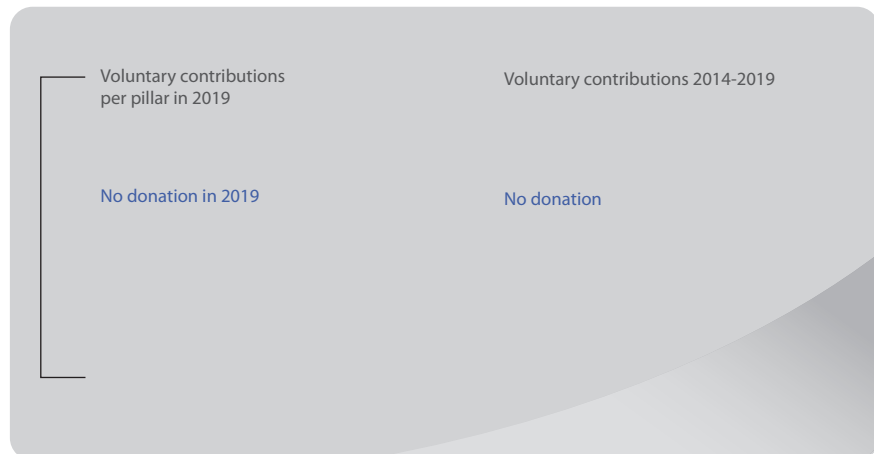 Voluntary contributions
per pillar in 2019
Voluntary contributions 2014-2019
No donation in 2019
No donation